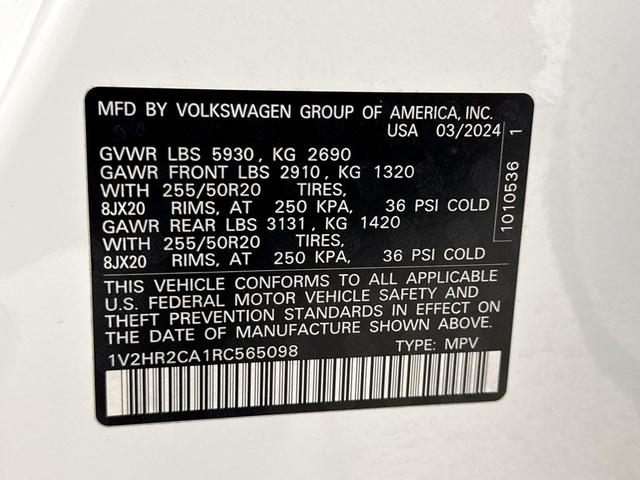 MFD BY VOLKSWAGEN GROUP OF AMERICA, INC.
USA 03/2024
GVWR LBS 5930, KG 2690
GAWR FRONT LBS 2910, KG 1320
WITH 255/50R20 TIRES,
8JX20 RIMS, AT 250 KPA, 36 PSI COLD
GAWR REAR LBS 3131, KG 1420
WITH 255/50R20 TIRES,
8JX20 RIMS, AT 250 KPA, 36 PSI COLD
THIS VEHICLE CONFORMS TO ALL APPLICABLE
U.S. FEDERAL MOTOR VEHICLE SAFETY AND
THEFT PREVENTION STANDARDS IN EFFECT ON
THE DATE OF MANUFACTURE SHOWN ABOVE.
1V2HR2CA1RC565098 TYPE: MPV
1010536 1